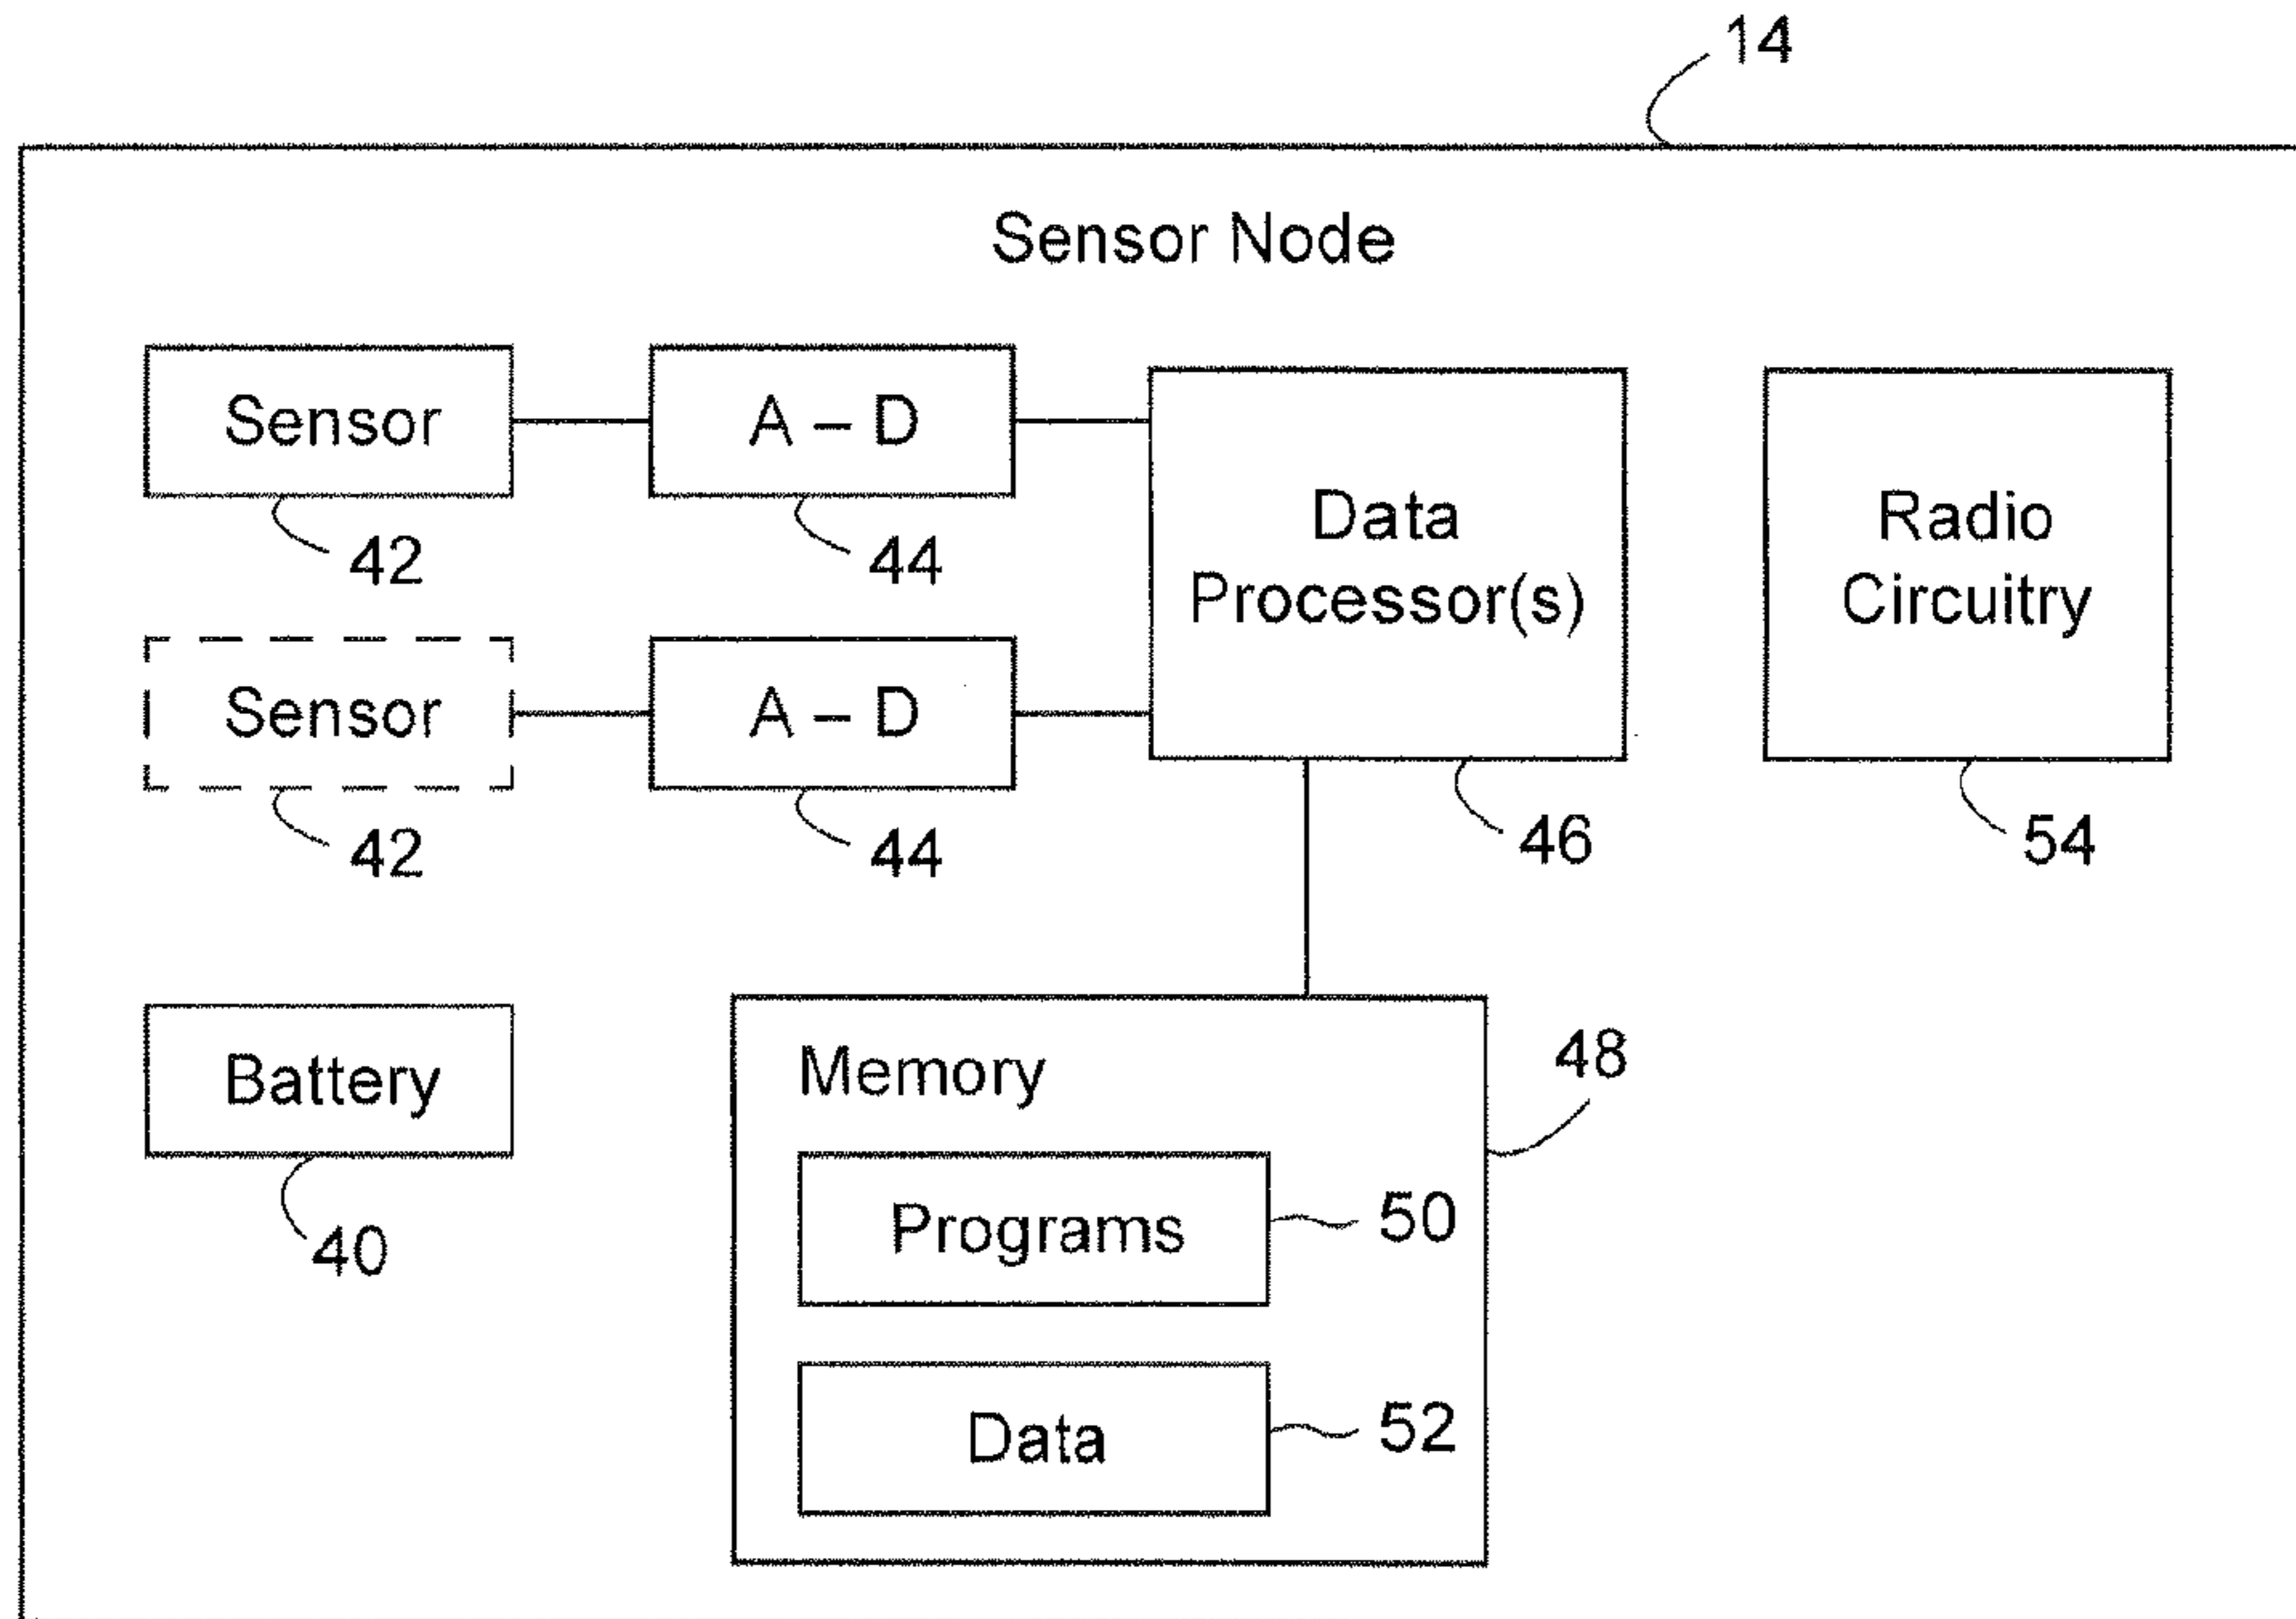 14
Sensor Node
Sensor
A – D
Data
Processor(s)
Radio
Circuitry
42
44
Sensor
A – D
42
44
46
54
Battery
40
Memory
48
Programs
50
Data
52